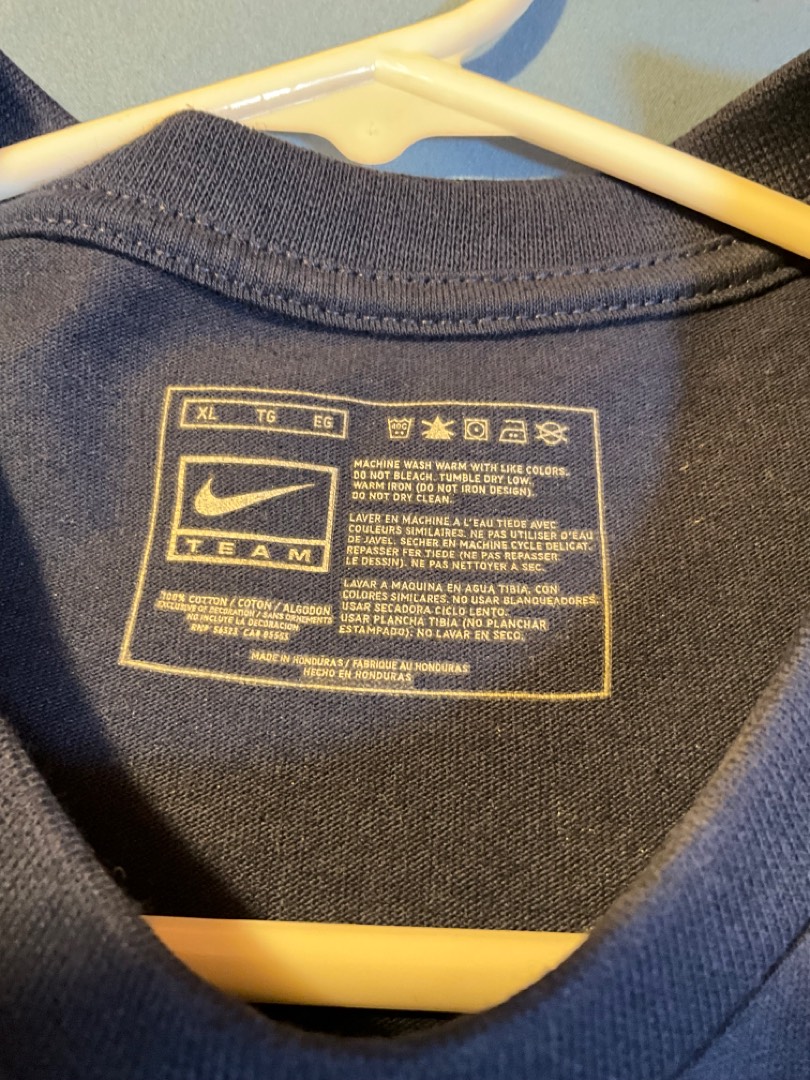 XL TG EG
40C
TEAM
100% COTTON / COTON / ALGODON
EXCLUSIVE OF DECORATION / SANS ORNEMENTS
NO INCLUYE LA DECORACION
RN# 56323 CA# 05553
MACHINE WASH WARM WITH LIKE COLORS.
DO NOT BLEACH. TUMBLE DRY LOW.
WARM IRON (DO NOT IRON DESIGN).
DO NOT DRY CLEAN.
LAVER EN MACHINE A L'EAU TIEDE AVEC
COULEURS SIMILAIRES. NE PAS UTILISER D'EAU
DE JAVEL. SECHER EN MACHINE CYCLE DELICAT.
REPASSER FER TIEDE (NE PAS REPASSER
LE DESSIN). NE PAS NETTOYER A SEC.
LAVAR A MAQUINA EN AGUA TIBIA, CON
COLORES SIMILARES. NO USAR BLANQUEADORES.
USAR SECADORA CICLO LENTO.
USAR PLANCHA TIBIA (NO PLANCHAR
ESTAMPADO). NO LAVAR EN SECO.
MADE IN HONDURAS / FABRIQUE AU HONDURAS
HECHO EN HONDURAS